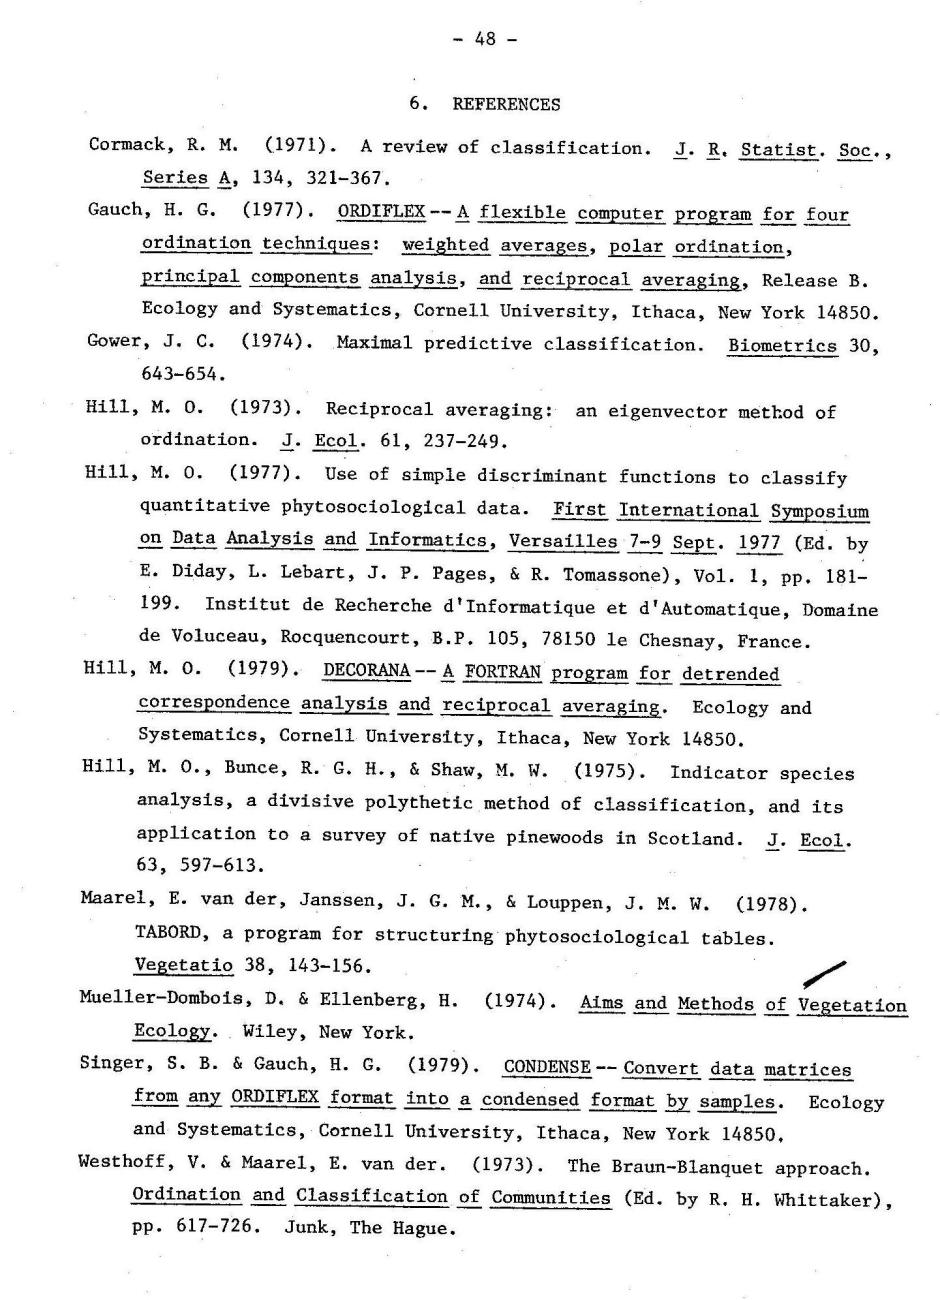 - 48 -
6. REFERENCES
Cormack, R. M. (1971). A review of classification. J. R. Statist. Soc.,
Series A, 134, 321-367.
Gauch, H. G. (1977). ORDIFLEX--A flexible computer program for four
ordination techniques: weighted averages, polar ordination,
principal components analysis, and reciprocal averaging, Release B.
Ecology and Systematics, Cornell University, Ithaca, New York 14850.
Gower, J. C. (1974). Maximal predictive classification. Biometrics 30,
643-654.
Hill, M. O. (1973). Reciprocal averaging: an eigenvector method of
ordination. J. Ecol. 61, 237-249.
Hill, M. O. (1977). Use of simple discriminant functions to classify
quantitative phytosociological data. First International Symposium
on Data Analysis and Informatics, Versailles 7-9 Sept. 1977 (Ed. by
E. Diday, L. Lebart, J. P. Pages, & R. Tomassone), Vol. 1, pp. 181-
199. Institut de Recherche d'Informatique et d'Automatique, Domaine
de Voluceau, Rocquencourt, B.P. 105, 78150 le Chesnay, France.
Hill, M. O. (1979). DECORANA--A FORTRAN program for detrended
correspondence analysis and reciprocal averaging. Ecology and
Systematics, Cornell University, Ithaca, New York 14850.
Hill, M. O., Bunce, R. G. H., & Shaw, M. W. (1975). Indicator species
analysis, a divisive polythetic method of classification, and its
application to a survey of native pinewoods in Scotland. J. Ecol.
63, 597-613.
Maarel, E. van der, Janssen, J. G. M., & Louppen, J. M. W. (1978).
TABORD, a program for structuring phytosociological tables.
Vegetatio 38, 143-156.
Mueller-Dombois, D. & Ellenberg, H. (1974). Aims and Methods of Vegetation
Ecology. Wiley, New York.
Singer, S. B. & Gauch, H. G. (1979). CONDENSE--Convert data matrices
from any ORDIFLEX format into a condensed format by samples. Ecology
and Systematics, Cornell University, Ithaca, New York 14850.
Westhoff, V. & Maarel, E. van der. (1973). The Braun-Blanquet approach.
Ordination and Classification of Communities (Ed. by R. H. Whittaker),
pp. 617-726. Junk, The Hague.